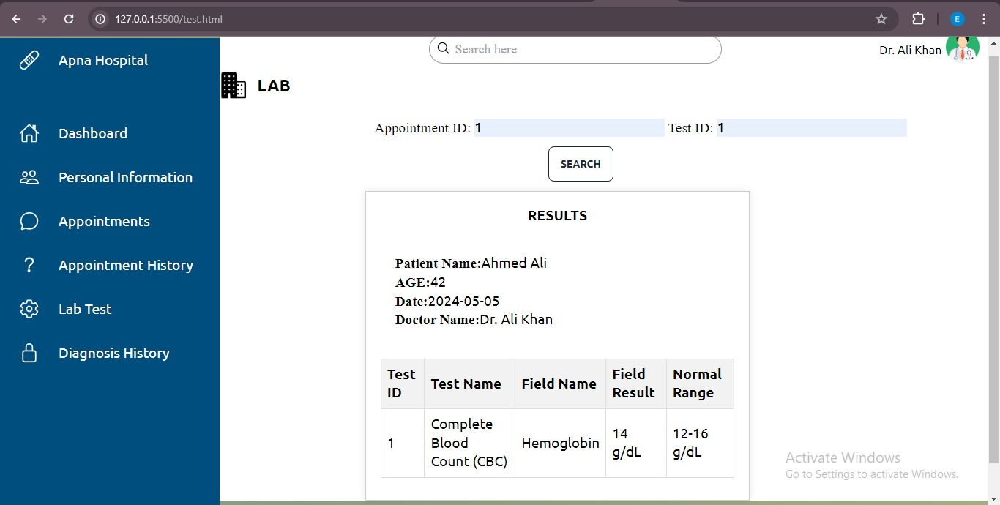 127.0.0.1:5500/test.html
E
Apna Hospital
Search here
Dr. Ali Khan
LAB
Dashboard
Personal Information
Appointments
Appointment History
Lab Test
Diagnosis History
Appointment ID: 1 Test ID: 1
SEARCH
RESULTS
Patient Name:Ahmed Ali
AGE:42
Date:2024-05-05
Doctor Name:Dr. Ali Khan
Test ID Test Name Field Name Field Result Normal Range
1 Complete Blood Count (CBC) Hemoglobin 14 g/dL 12-16 g/dL
Activate Windows
Go to Settings to activate Windows.